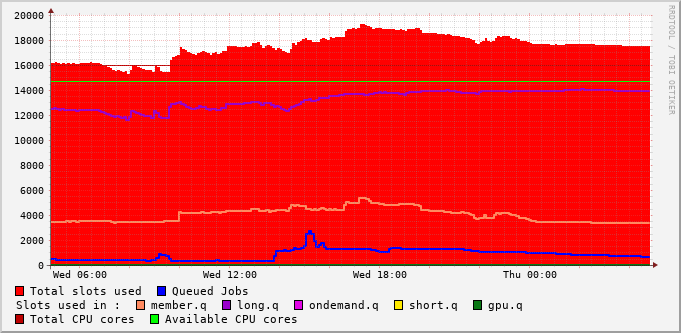 20000
18000
16000
14000
12000
10000
8000
6000
4000
2000
0
Wed 06:00 Wed 12:00 Wed 18:00 Thu 00:00
Total slots used Queued Jobs
Slots used in : member.q long.q ondemand.q short.q gpu.q
Total CPU cores Available CPU cores
RRDTOOL / TOBI OETIKER